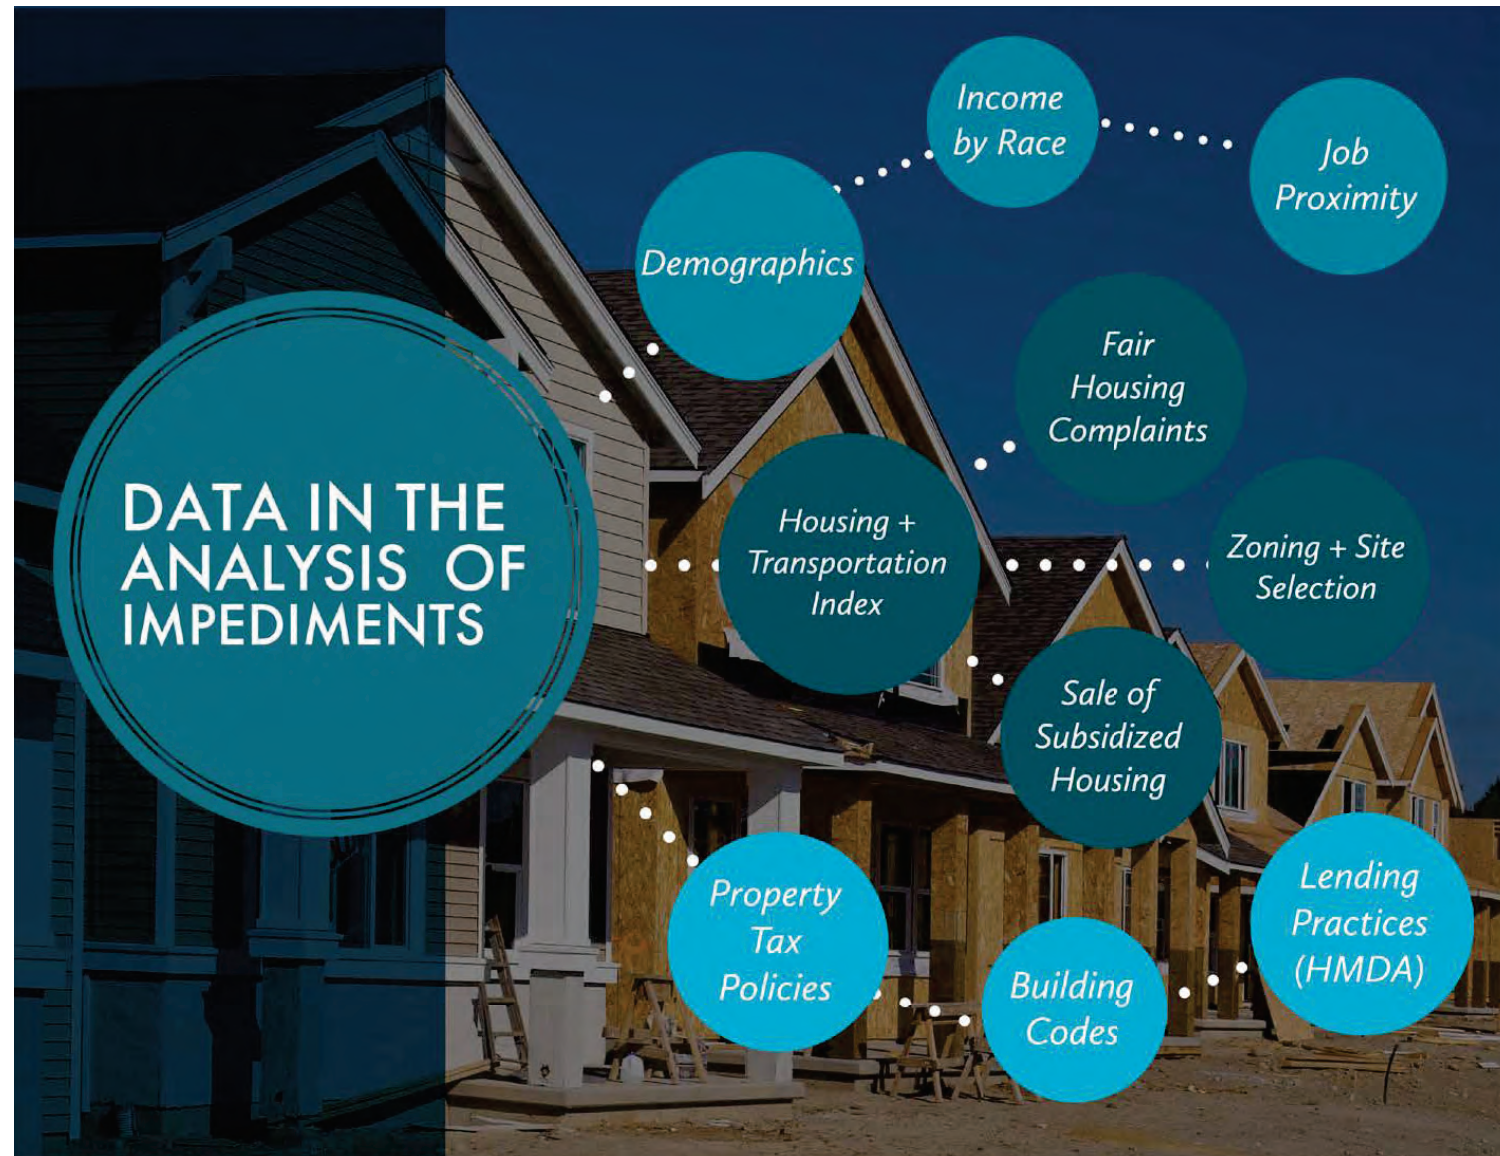 DATA IN THE
ANALYSIS OF
IMPEDIMENTS
Demographics
Income
by Race
Job
Proximity
Fair
Housing
Complaints
Housing +
Transportation
Index
Zoning + Site
Selection
Sale of
Subsidized
Housing
Property
Tax
Policies
Building
Codes
Lending
Practices
(HMDA)